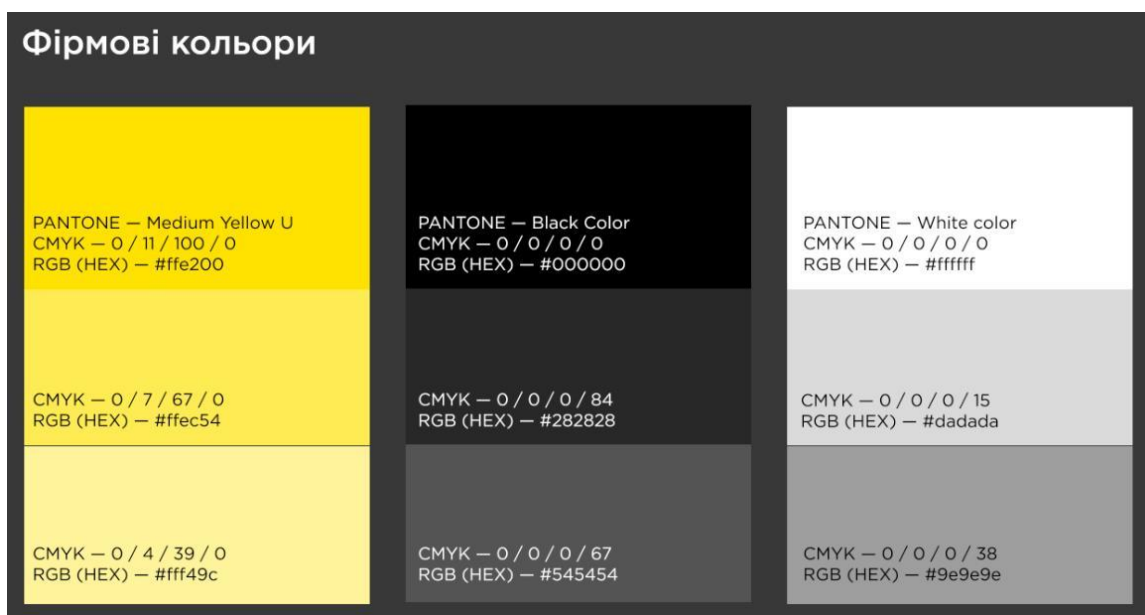 Фірмові кольори
PANTONE — Medium Yellow U
CMYK — 0 / 11 / 100 / 0
RGB (HEX) — #ffe200
CMYK — 0 / 7 / 67 / 0
RGB (HEX) — #ffec54
CMYK — 0 / 4 / 39 / 0
RGB (HEX) — #fff49c
PANTONE — Black Color
CMYK — 0 / 0 / 0 / 0
RGB (HEX) — #000000
CMYK — 0 / 0 / 0 / 84
RGB (HEX) — #282828
CMYK — 0 / 0 / 0 / 67
RGB (HEX) — #545454
PANTONE — White color
CMYK — 0 / 0 / 0 / 0
RGB (HEX) — #ffffff
CMYK — 0 / 0 / 0 / 15
RGB (HEX) — #dadada
CMYK — 0 / 0 / 0 / 38
RGB (HEX) — #9e9e9e